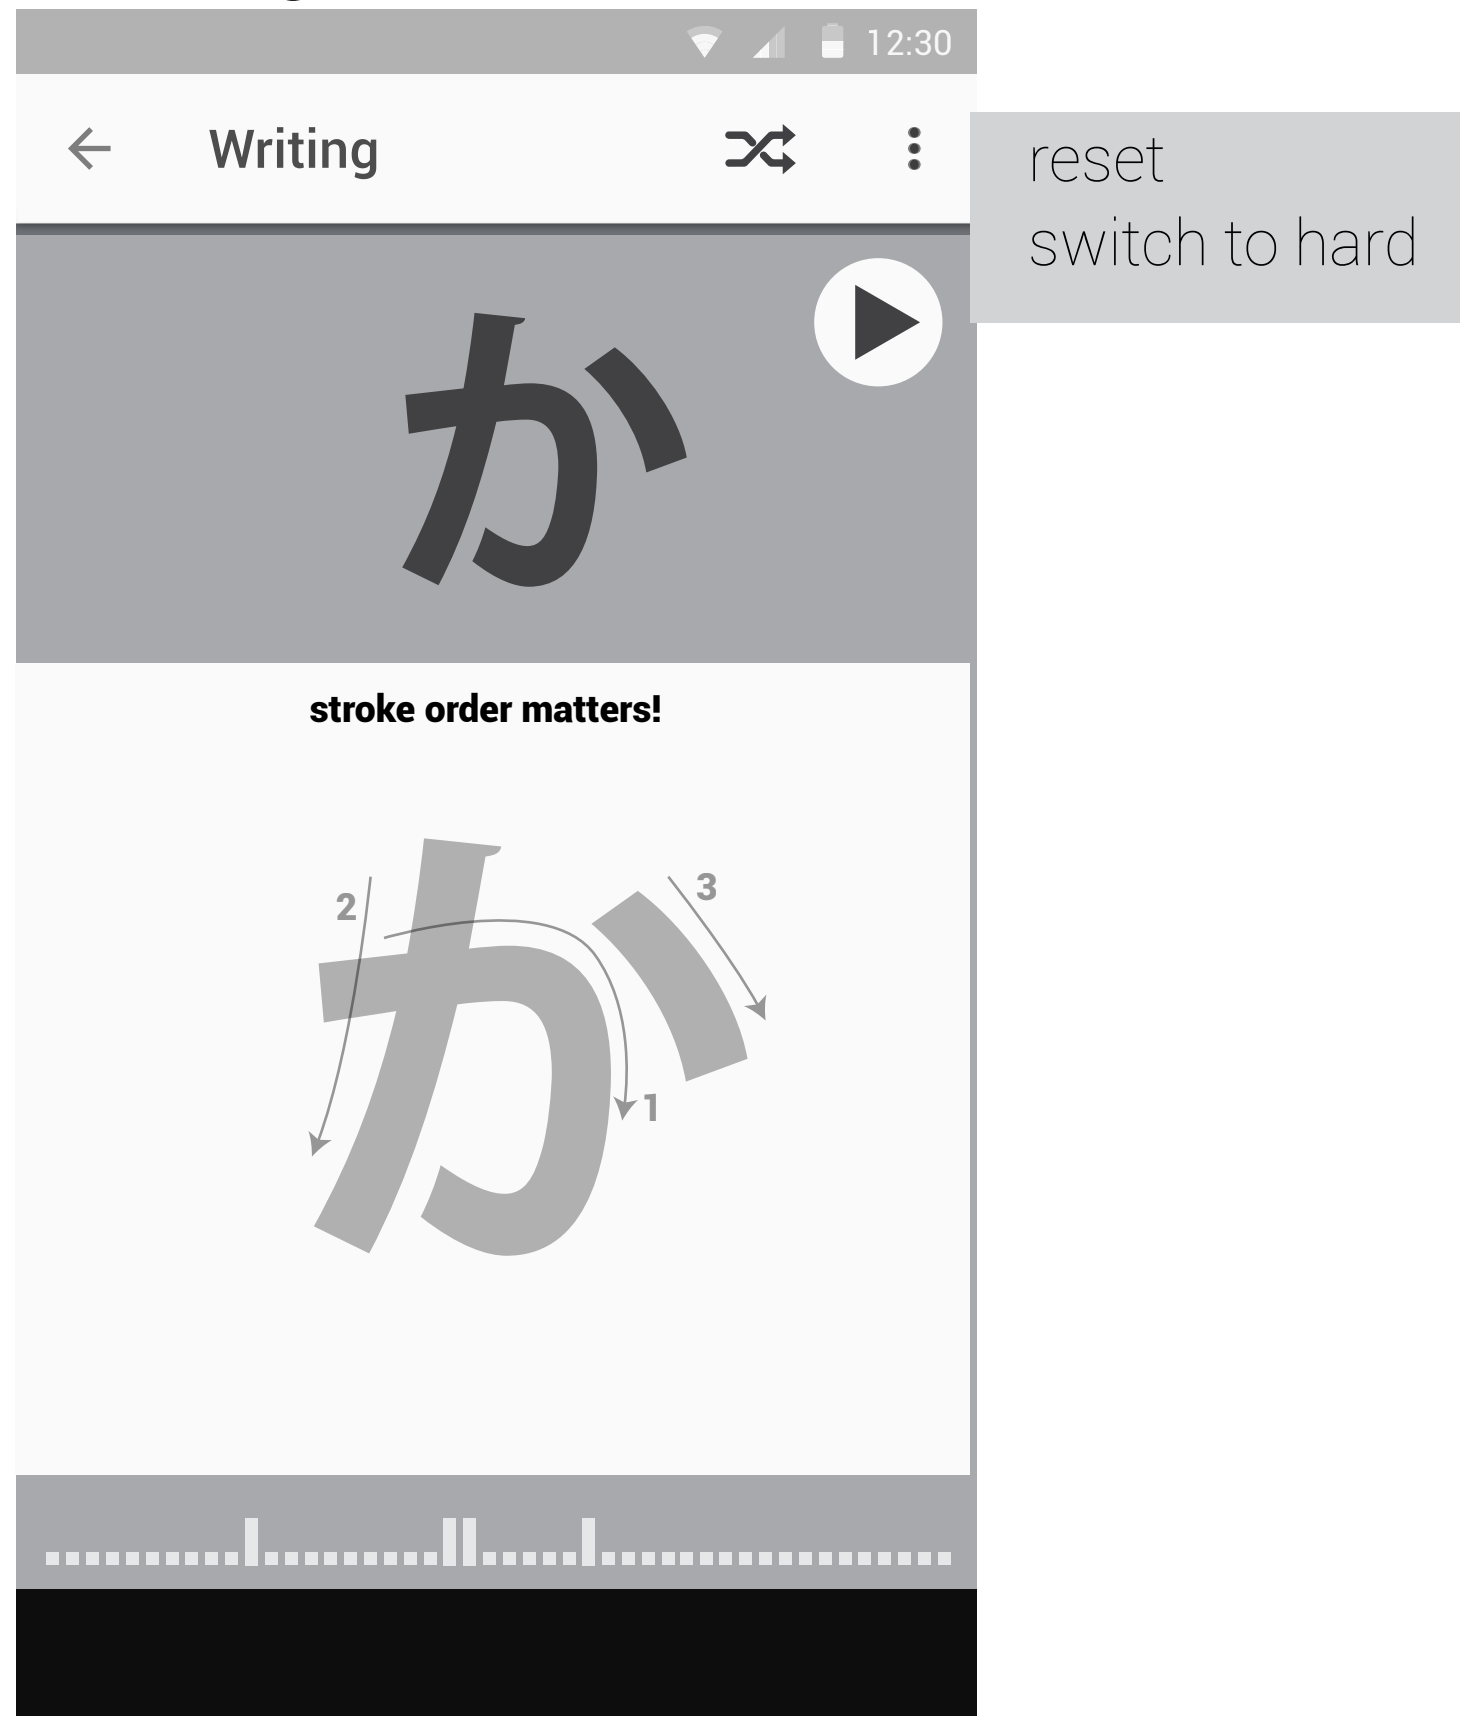 12:30
Writing
reset
switch to hard
か
stroke order matters!
か
2
3
1